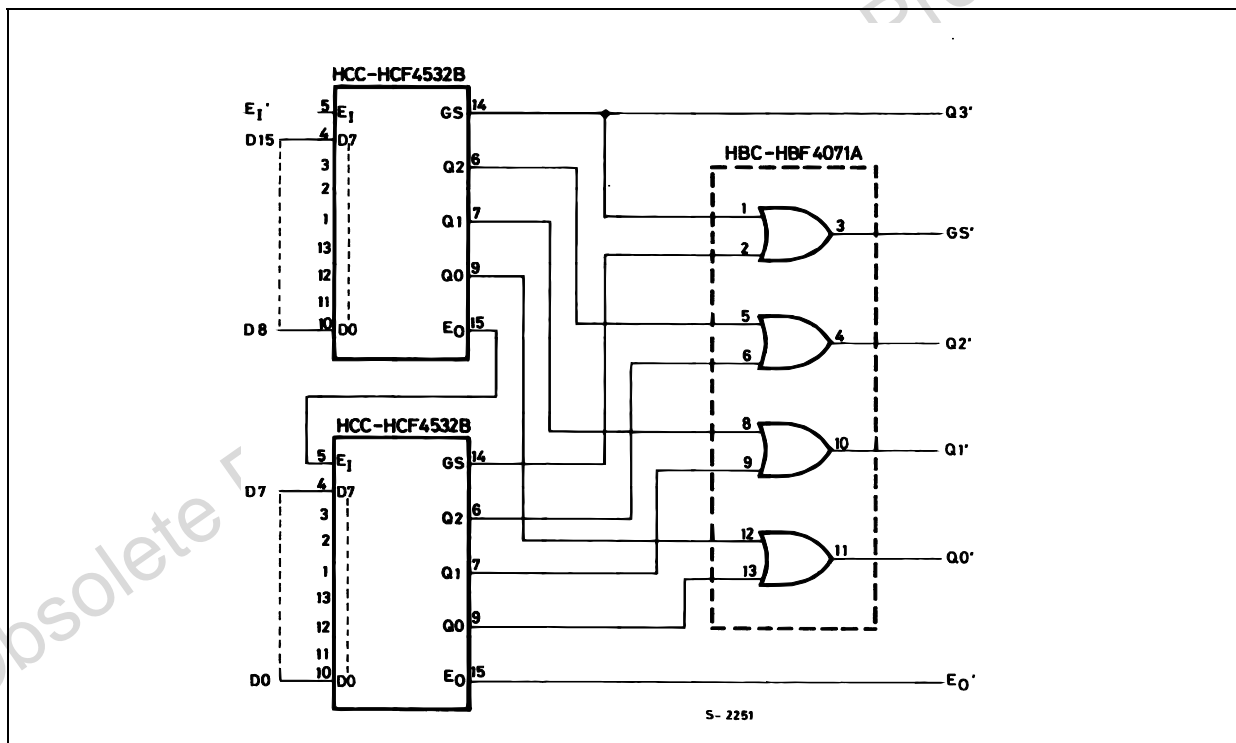 HCC-HCF4532B
EI'
5
EI
GS
14
Q3'
D15
4
D7
3
Q2
6
2
1
Q1
7
13
12
Q0
9
11
D8
10
D0
EO
15
HBC-HBF4071A
1
2
3
GS'
5
6
4
Q2'
8
9
10
Q1'
12
13
11
Q0'
HCC-HCF4532B
5
EI
GS
14
D7
4
D7
3
Q2
6
2
1
Q1
7
13
12
Q0
9
11
D0
10
D0
EO
15
EO'
S-2251
Obsolete